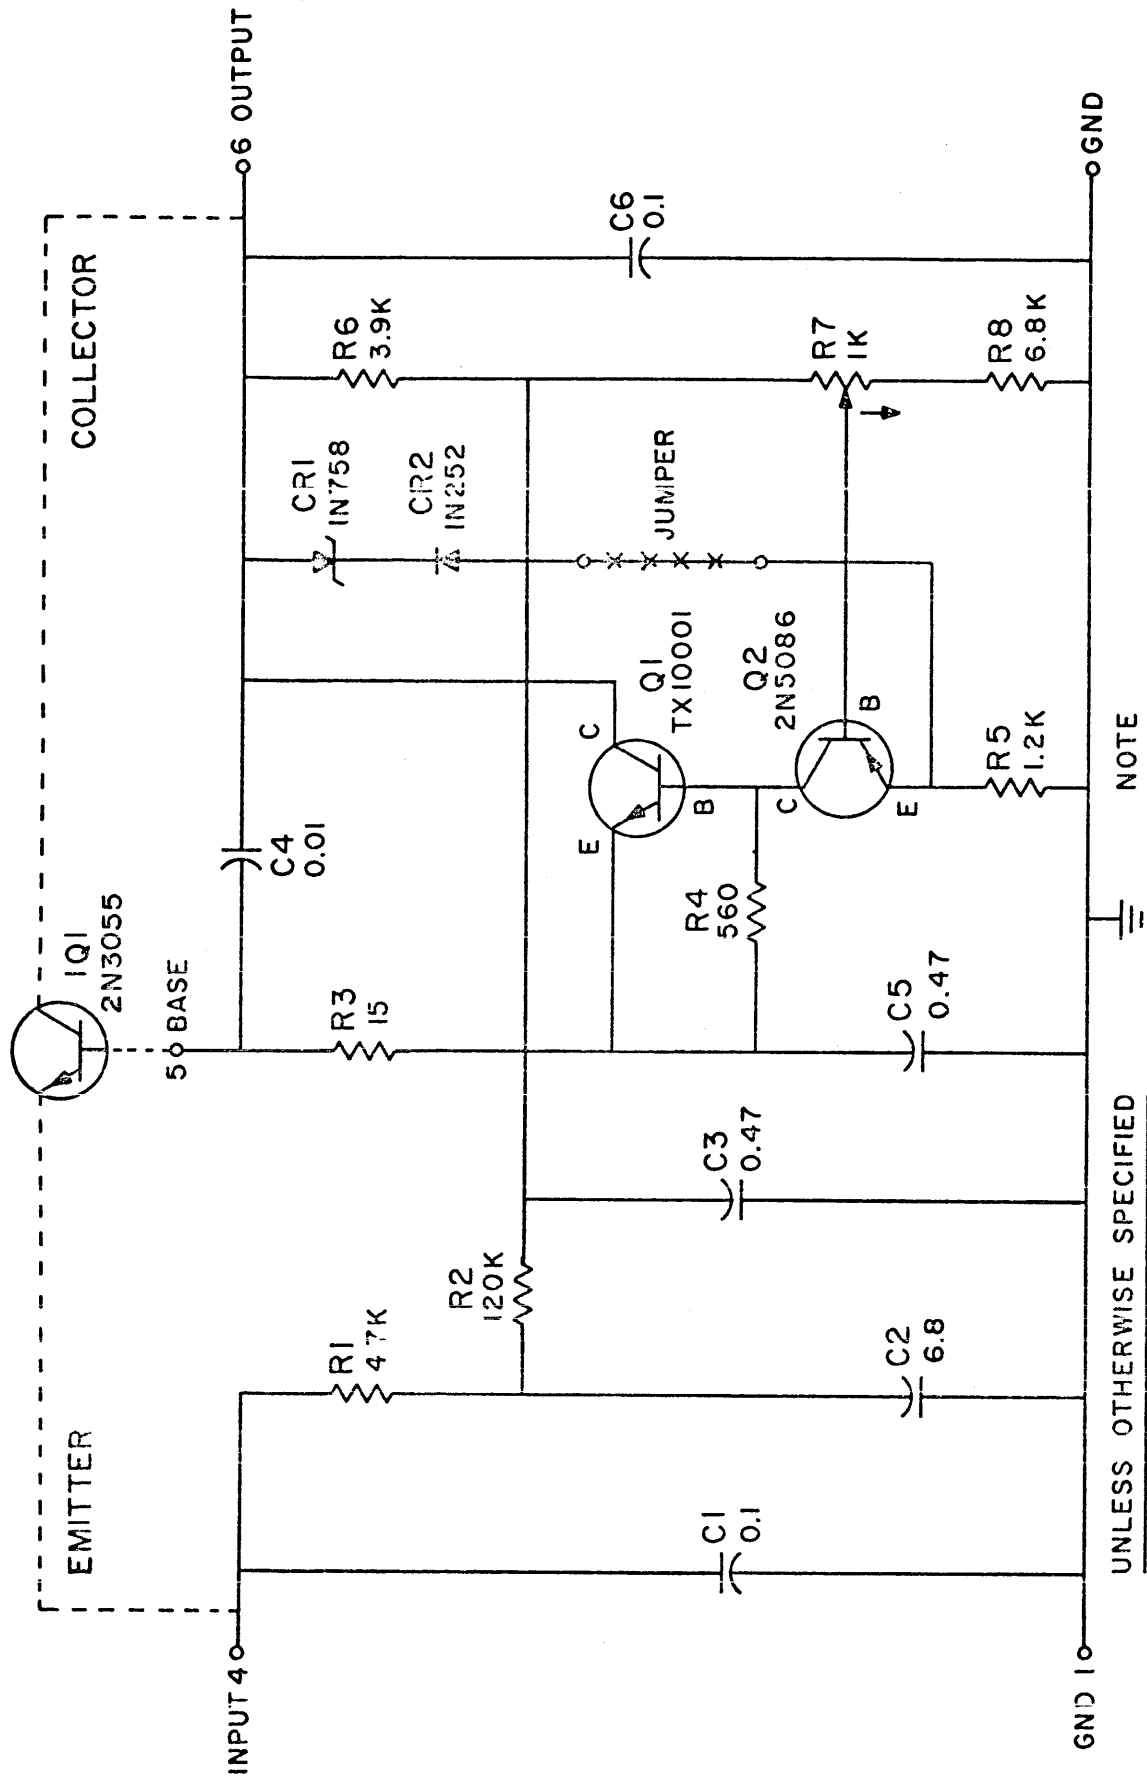 1Q1
2N3055
EMITTER
COLLECTOR
5 BASE
INPUT 4
6 OUTPUT
C4
0.01
R1
47K
R3
15
CR1
1N758
R6
3.9K
CR2
1N252
R2
120K
JUMPER
C1
0.1
C3
0.47
Q1
TX10001
E
C
B
C6
0.1
R4
560
Q2
2N5086
C
B
E
R7
1K
C2
6.8
C5
0.47
R5
1.2K
R8
6.8K
GND 1
GND
UNLESS OTHERWISE SPECIFIED
NOTE